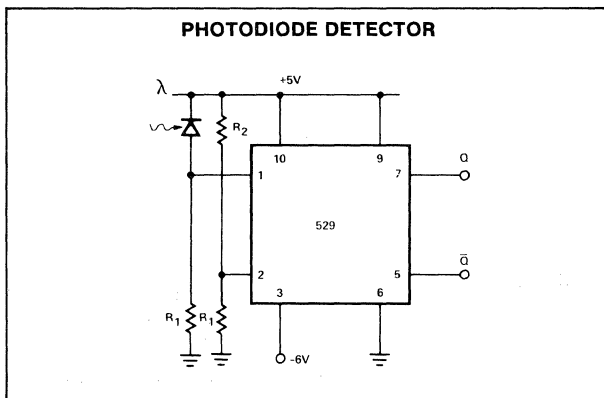 PHOTODIODE DETECTOR
λ
+5V
R2
10
9
1
7
Q
529
2
5
Q̅
3
6
R1
R1
-6V